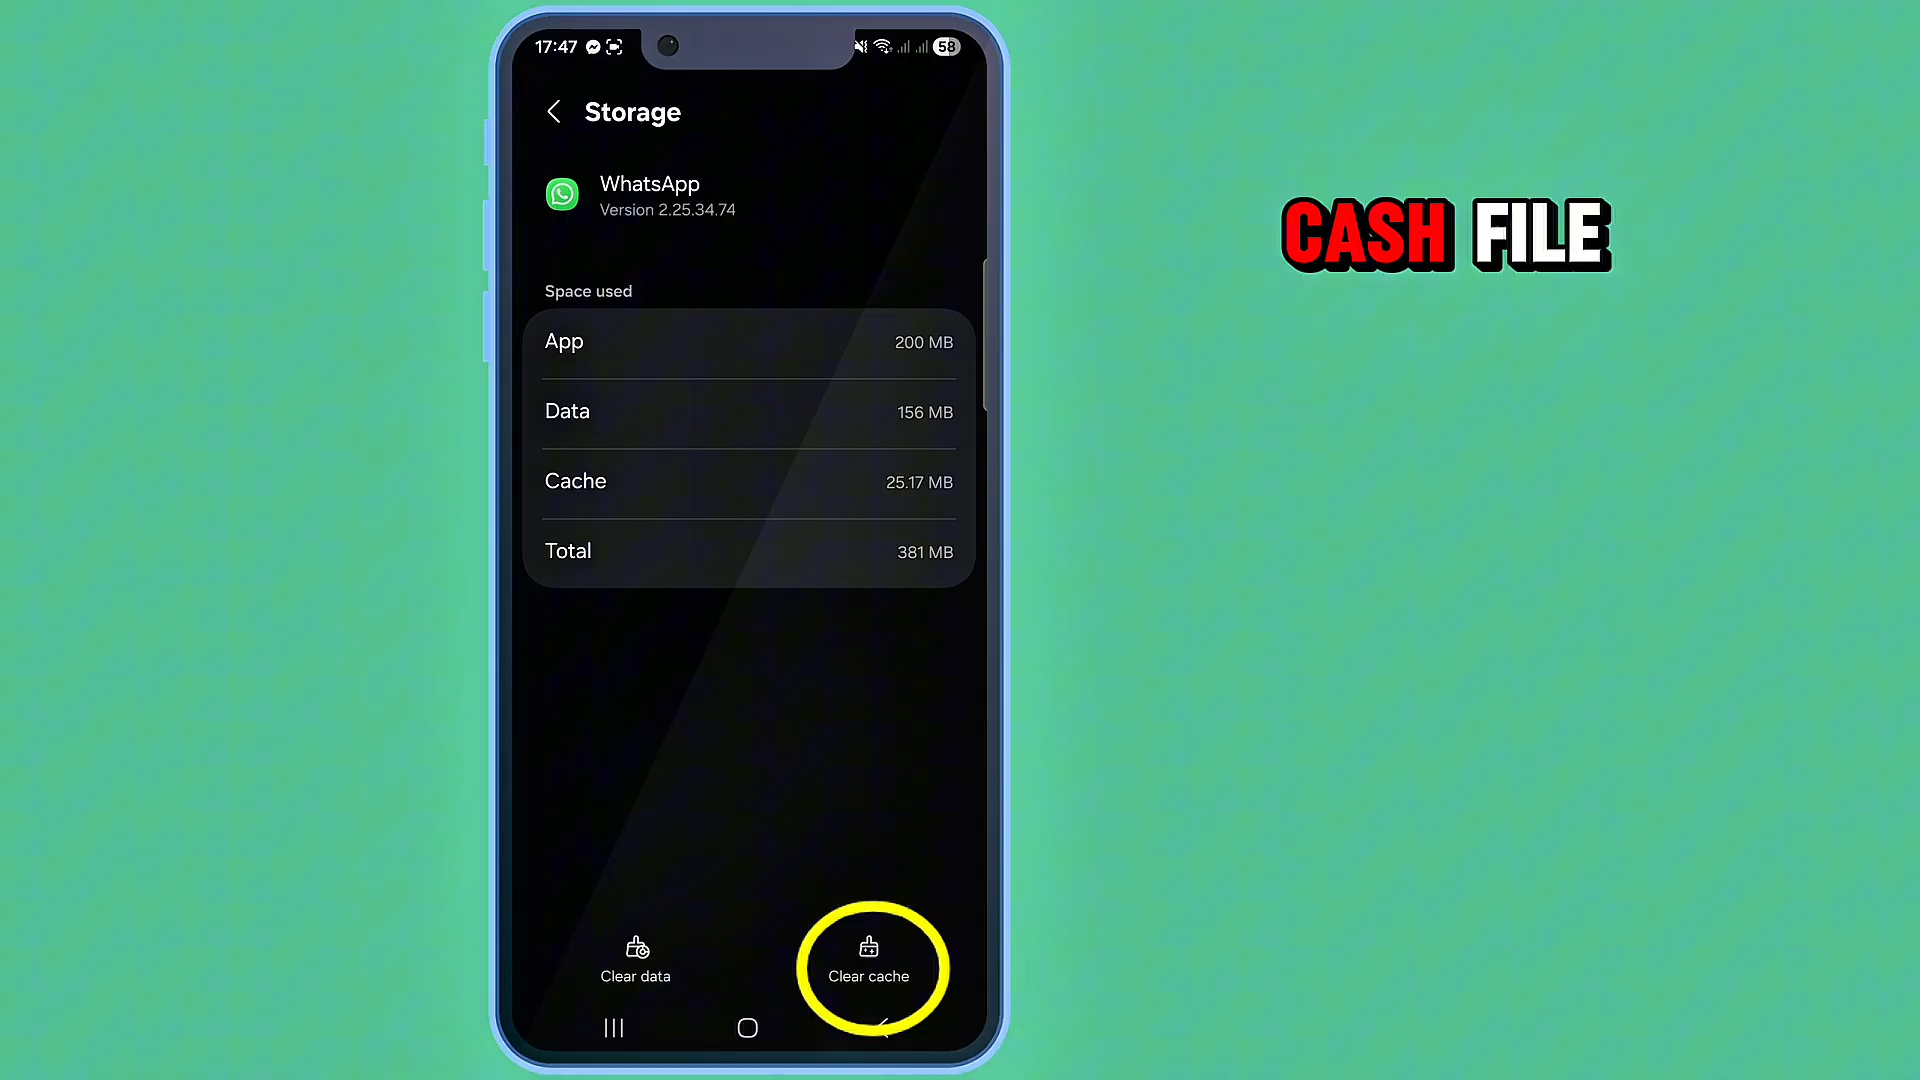 17:47
58
Storage
WhatsApp
Version 2.25.34.74
CASH FILE
Space used
App 200 MB
Data 156 MB
Cache 25.17 MB
Total 381 MB
Clear data
Clear cache